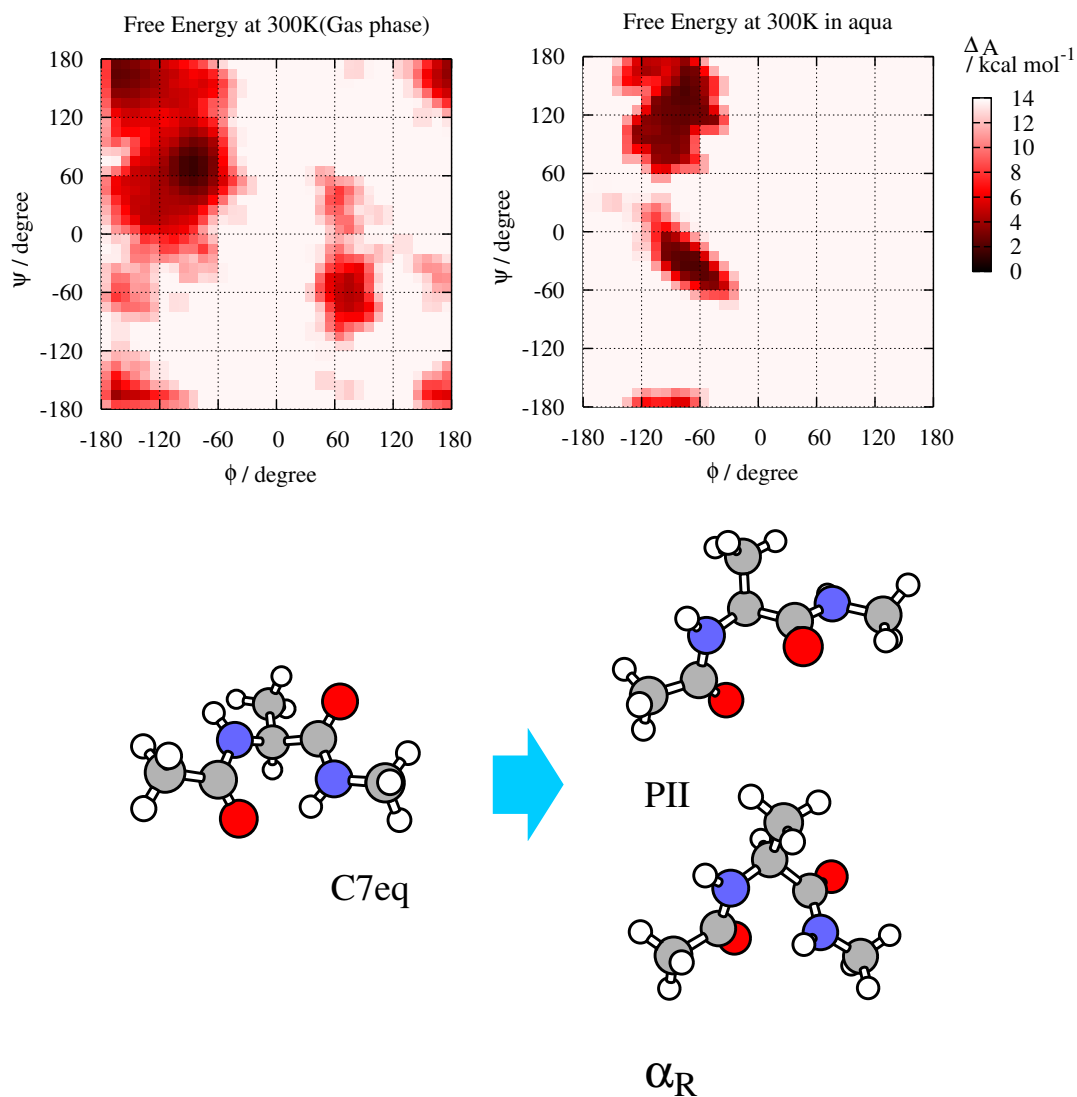 Free Energy at 300K(Gas phase)
Free Energy at 300K in aqua
ΔA
/ kcal mol⁻¹
180
120
60
0
-60
-120
-180
ψ / degree
-180 -120 -60 0 60 120 180
ϕ / degree
180
120
60
0
-60
-120
-180
ψ / degree
-180 -120 -60 0 60 120 180
ϕ / degree
14
12
10
8
6
4
2
0
C7eq
PII
αR